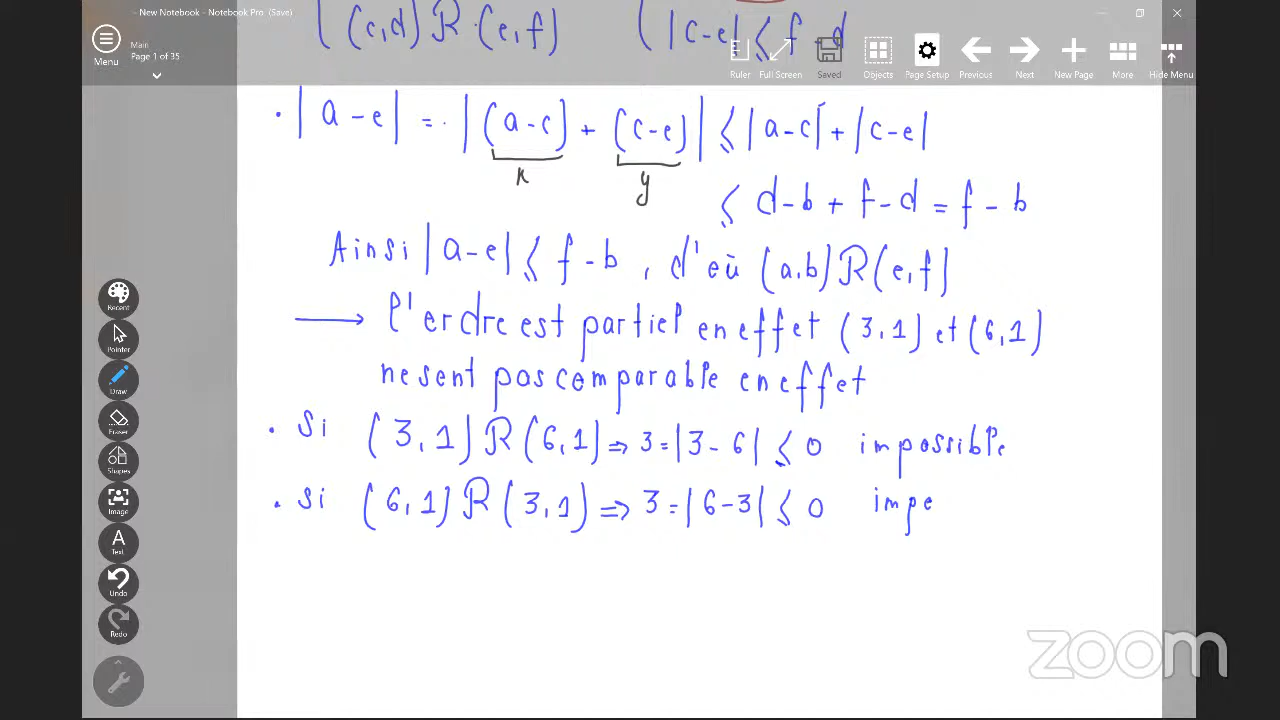 - New Notebook - Notebook Pro. (Save)
Menu
Main
Page 1 of 35
(c,d) R (e,f) |c-e| ≤ f - d
Ruler Full Screen Saved Objects Page Setup Previous Next New Page More Hide Menu
• |a-e| = |(a-c) + (c-e)| ≤ |a-c| + |c-e|
x y
≤ d-b + f-d = f - b
Ainsi |a-e| ≤ f-b , d'où (a,b) R (e,f)
→ l'ordre est partiel en effet (3,1) et (6,1)
ne sont pas comparable en effet
• Si (3,1) R (6,1) ⇒ 3 = |3-6| ≤ 0 impossible
• Si (6,1) R (3,1) ⇒ 3 = |6-3| ≤ 0 impo
Recent
Pointer
Draw
Eraser
Shapes
Image
Text
Undo
Redo
zoom